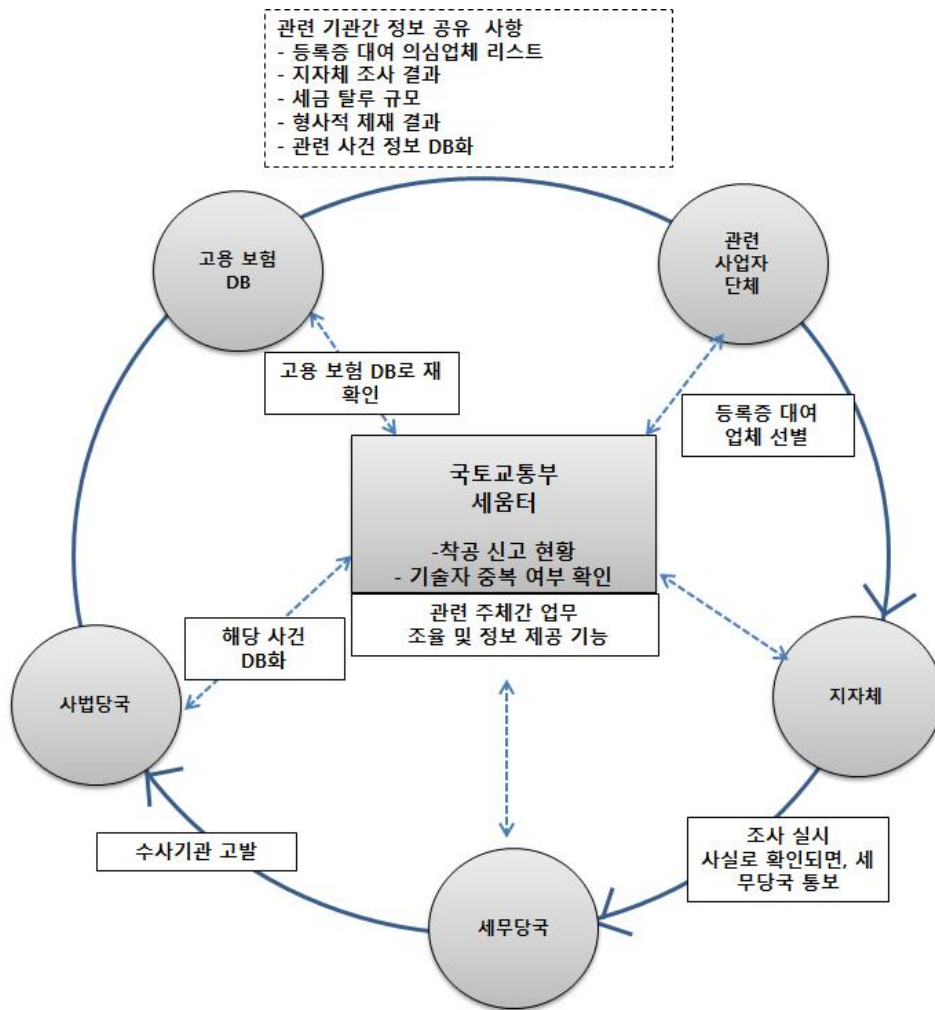 관련 기관간 정보 공유 사항
- 등록증 대여 의심업체 리스트
- 지자체 조사 결과
- 세금 탈루 규모
- 형사적 제재 결과
- 관련 사건 정보 DB화
고용 보험
DB
관련
사업자
단체
고용 보험 DB로 재
확인
등록증 대여
업체 선별
국토교통부
세움터
-착공 신고 현황
- 기술자 중복 여부 확인
관련 주체간 업무
조율 및 정보 제공 기능
해당 사건
DB화
사법당국
지자체
수사기관 고발
조사 실시
사실로 확인되면, 세
무당국 통보
세무당국